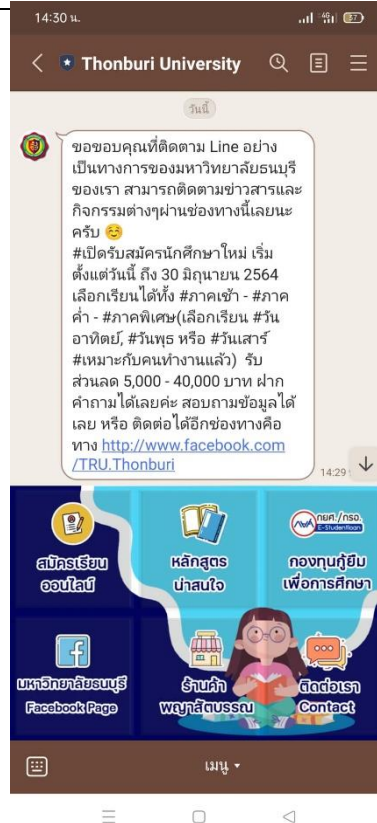 14:30 น.
4G
37
Thonburi University
วันนี้
ขอขอบคุณที่ติดตาม Line อย่าง
เป็นทางการของมหาวิทยาลัยธนบุรี
ของเรา สามารถติดตามข่าวสารและ
กิจกรรมต่างๆผ่านช่องทางนี้เลยนะ
ครับ ☺️
#เปิดรับสมัครนักศึกษาใหม่ เริ่ม
ตั้งแต่วันนี้ ถึง 30 มิถุนายน 2564
เลือกเรียนได้ทั้ง #ภาคเช้า - #ภาค
ค่ำ - #ภาคพิเศษ(เลือกเรียน #วัน
อาทิตย์, #วันพุธ หรือ #วันเสาร์
#เหมาะกับคนทำงานแล้ว) รับ
ส่วนลด 5,000 - 40,000 บาท ฝาก
คำถามได้เลยค่ะ สอบถามข้อมูลได้
เลย หรือ ติดต่อได้อีกช่องทางคือ
ทาง http://www.facebook.com
/TRU.Thonburi
14:29
สมัครเรียน
ออนไลน์
หลักสูตร
น่าสนใจ
กยศ./กรอ.
E-Studentloan
กองทุนกู้ยืม
เพื่อการศึกษา
มหาวิทยาลัยธนบุรี
Facebook Page
ร้านค้า
พญาสัตบรรณ
ติดต่อเรา
Contact
เมนู